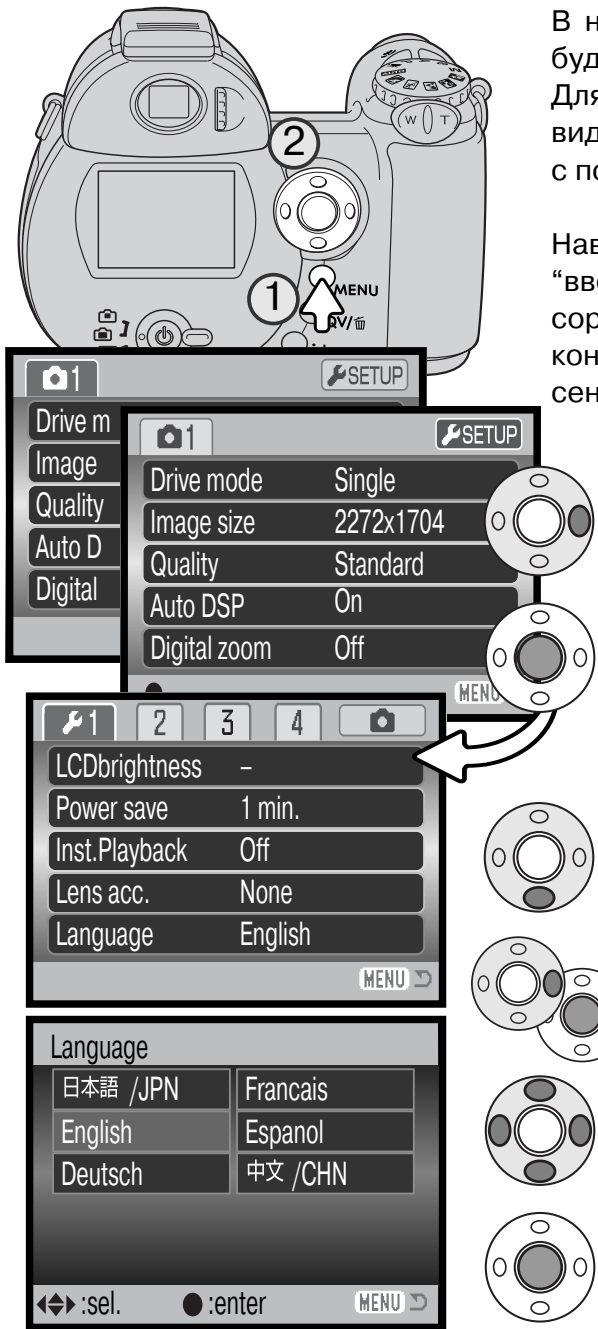 В н
буд
Для
вид
с по
Нав
“вво
сор
кон
сен
W T
2
1
MENU
QV/
1 SETUP
Drive m
Image
Quality
Auto D
Digital
1 SETUP
Drive mode Single
Image size 2272x1704
Quality Standard
Auto DSP On
Digital zoom Off
MENU
1 2 3 4
LCDbrightness –
Power save 1 min.
Inst.Playback Off
Lens acc. None
Language English
MENU
Language
日本語 /JPN Francais
English Espanol
Deutsch 中文 /CHN
:sel. :enter MENU